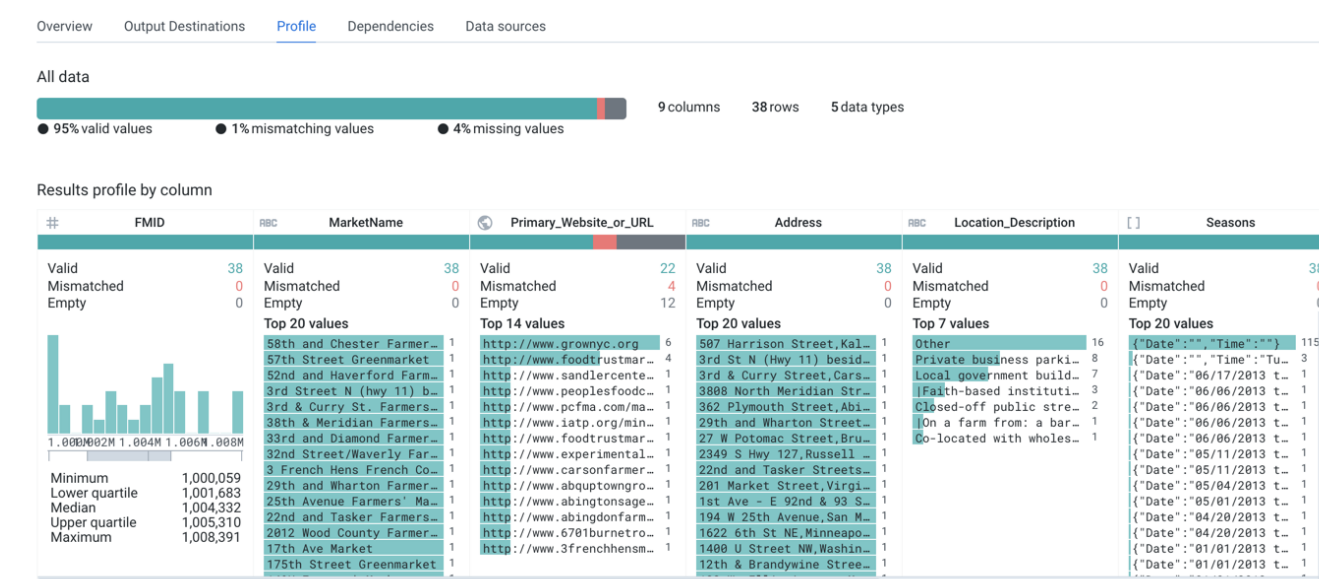 Overview Output Destinations Profile Dependencies Data sources
All data
9 columns 38 rows 5 data types
95% valid values 1% mismatching values 4% missing values
Results profile by column
# FMID
Valid 38
Mismatched 0
Empty 0
1.004M
1.008M
Minimum 1,000,059
Lower quartile 1,001,683
Median 1,004,332
Upper quartile 1,005,310
Maximum 1,008,391
ABC MarketName
Valid 38
Mismatched 0
Empty 0
Top 20 values
58th and Chester Farmer… 1
57th Street Greenmarket 1
52nd and Haverford Farm… 1
3rd Street N (hwy 11) b… 1
3rd & Curry St. Farmers… 1
38th & Meridian Farmers… 1
33rd and Diamond Farmer… 1
32nd Street/Waverly Far… 1
3 French Hens French Co… 1
29th and Wharton Farmer… 1
25th Avenue Farmers' Ma… 1
22nd and Tasker Farmers… 1
2012 Wood County Farmer… 1
17th Ave Market 1
175th Street Greenmarket 1
Primary_Website_or_URL
Valid 22
Mismatched 4
Empty 12
Top 14 values
http://www.grownyc.org 6
http://www.foodtrustmar… 4
http://www.sandlercente… 1
http://www.peoplesfoodc… 1
http://www.pcfma.com/ma… 1
http://www.iatp.org/min… 1
http://www.foodtrustmar… 1
http://www.experimental… 1
http://www.carsonfarmer… 1
http://www.abquptowngro… 1
http://www.abingtonsage… 1
http://www.abingdonfarm… 1
http://www.6701burnetro… 1
http://www.3frenchhensm… 1
ABC Address
Valid 38
Mismatched 0
Empty 0
Top 20 values
507 Harrison Street,Kal… 1
3rd St N (Hwy 11) besid… 1
3rd & Curry Street,Cars… 1
3808 North Meridian Str… 1
362 Plymouth Street,Abi… 1
29th and Wharton Street… 1
27 W Potomac Street,Bru… 1
2349 S Hwy 127,Russell … 1
22nd and Tasker Streets… 1
201 Market Street,Virgi… 1
1st Ave - E 92nd & 93 S… 1
194 W 25th Avenue,San M… 1
1622 6th St NE,Minneapo… 1
1400 U Street NW,Washin… 1
12th & Brandywine Stree… 1
ABC Location_Description
Valid 38
Mismatched 0
Empty 0
Top 7 values
Other 16
Private business parki… 8
Local government build… 7
|Faith-based instituti… 3
Closed-off public stre… 2
|On a farm from: a bar… 1
Co-located with wholes… 1
[ ] Seasons
Valid
Mismatched
Empty
Top 20 values
{"Date":"","Time":""} 115
{"Date":"","Time":"Tu… 3
{"Date":"06/17/2013 t… 1
{"Date":"06/06/2013 t… 1
{"Date":"06/06/2013 t… 1
{"Date":"06/06/2013 t… 1
{"Date":"05/11/2013 t… 1
{"Date":"05/11/2013 t… 1
{"Date":"05/04/2013 t… 1
{"Date":"05/01/2013 t… 1
{"Date":"04/20/2013 t… 1
{"Date":"04/20/2013 t… 1
{"Date":"01/01/2013 t… 1
{"Date":"01/01/2013 t… 1